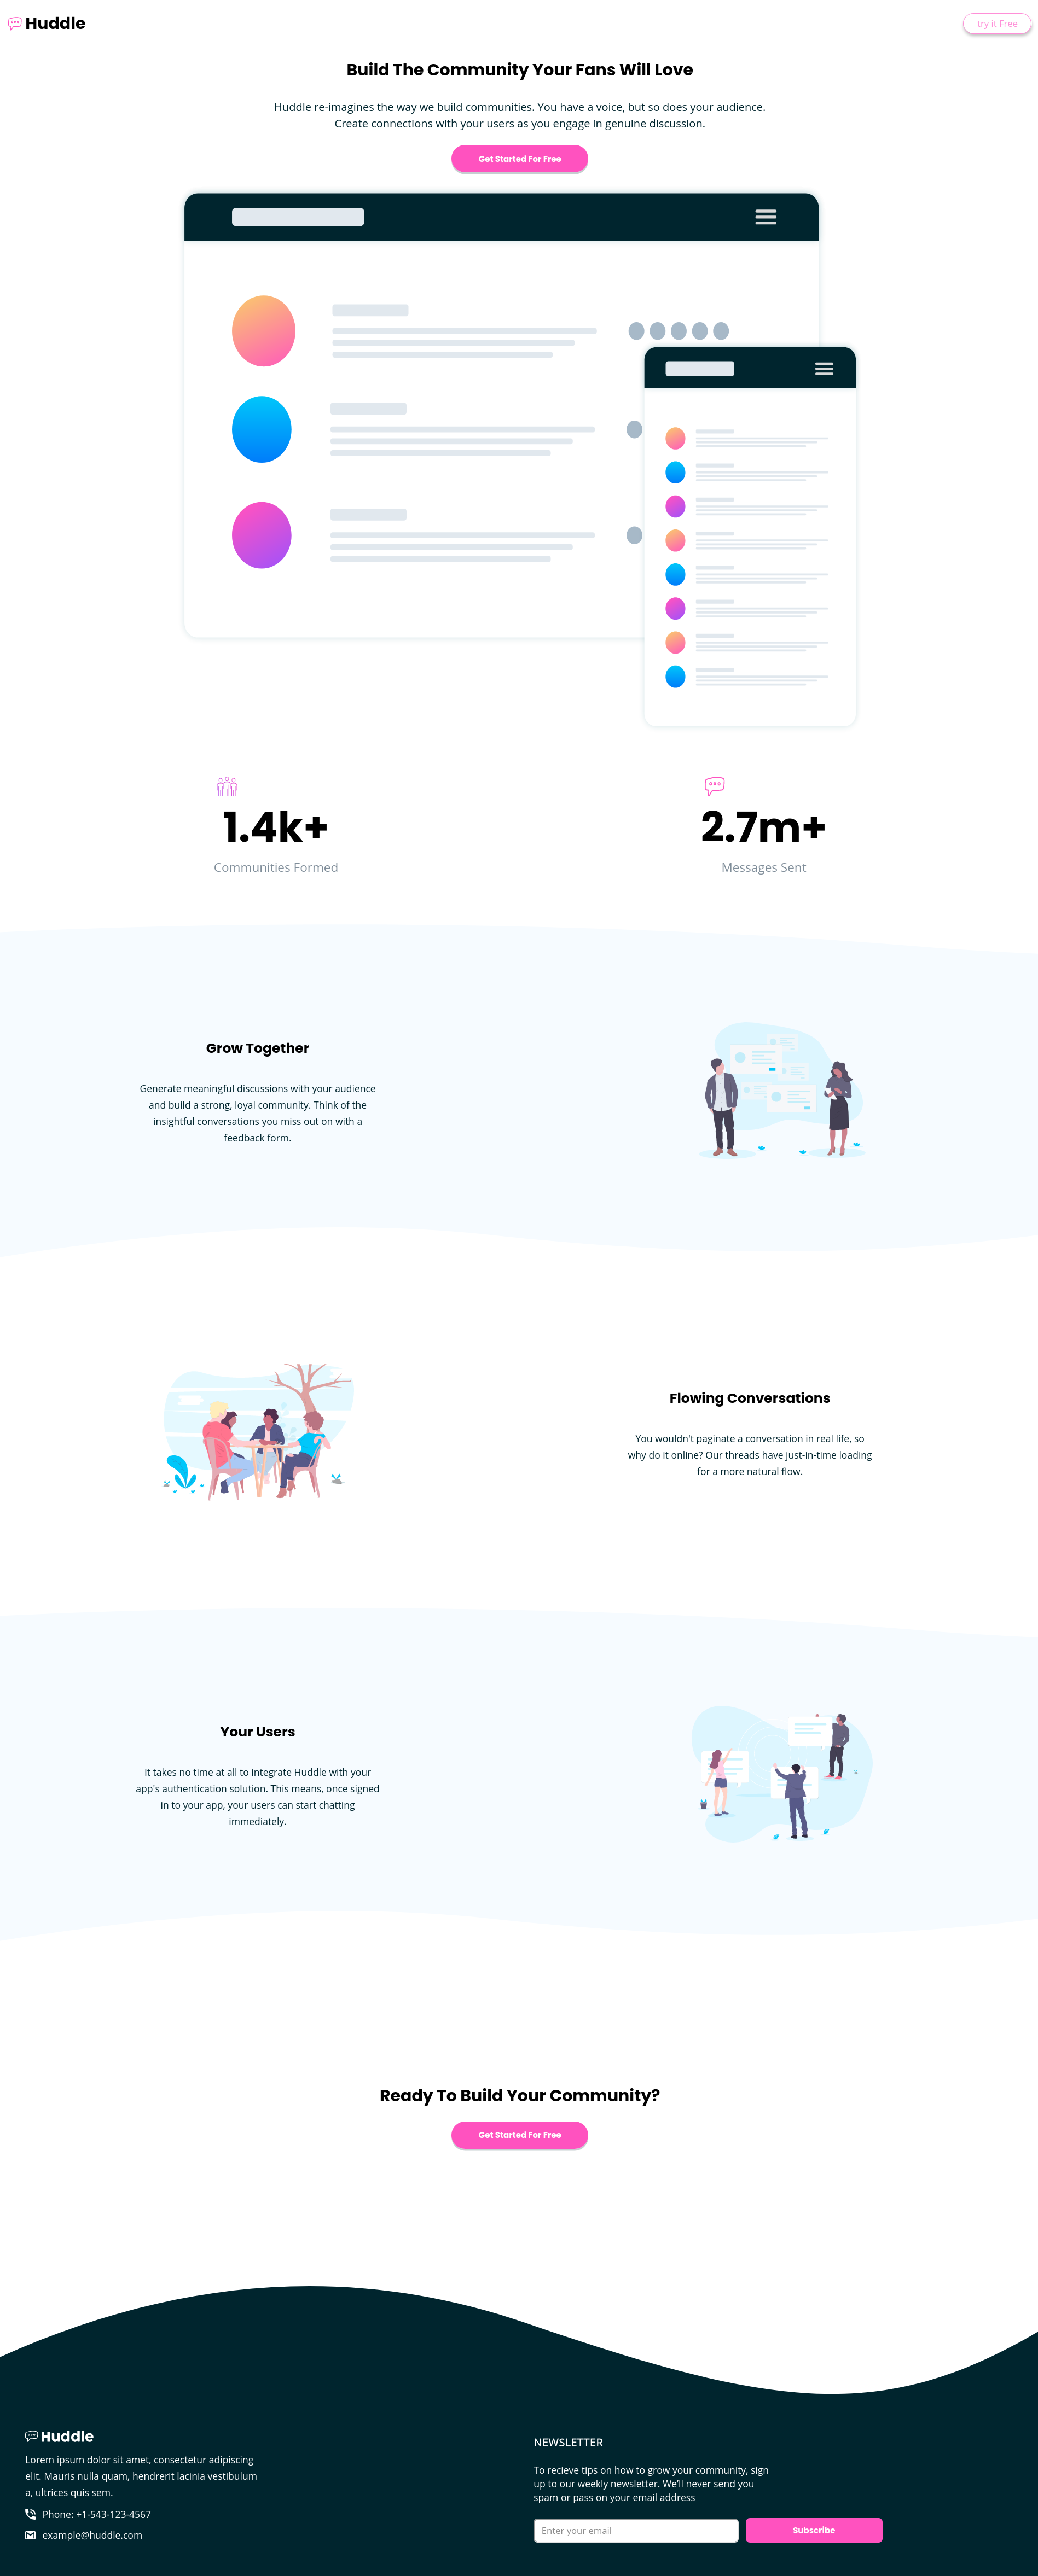 Huddle
try it Free
Build The Community Your Fans Will Love
Huddle re-imagines the way we build communities. You have a voice, but so does your audience.
Create connections with your users as you engage in genuine discussion.
Get Started For Free
1.4k+
Communities Formed
2.7m+
Messages Sent
Grow Together
Generate meaningful discussions with your audience
and build a strong, loyal community. Think of the
insightful conversations you miss out on with a
feedback form.
Flowing Conversations
You wouldn't paginate a conversation in real life, so
why do it online? Our threads have just-in-time loading
for a more natural flow.
Your Users
It takes no time at all to integrate Huddle with your
app's authentication solution. This means, once signed
in to your app, your users can start chatting
immediately.
Ready To Build Your Community?
Get Started For Free
Huddle
Lorem ipsum dolor sit amet, consectetur adipiscing
elit. Mauris nulla quam, hendrerit lacinia vestibulum
a, ultrices quis sem.
Phone: +1-543-123-4567
example@huddle.com
NEWSLETTER
To recieve tips on how to grow your community, sign
up to our weekly newsletter. We'll never send you
spam or pass on your email address
Enter your email
Subscribe